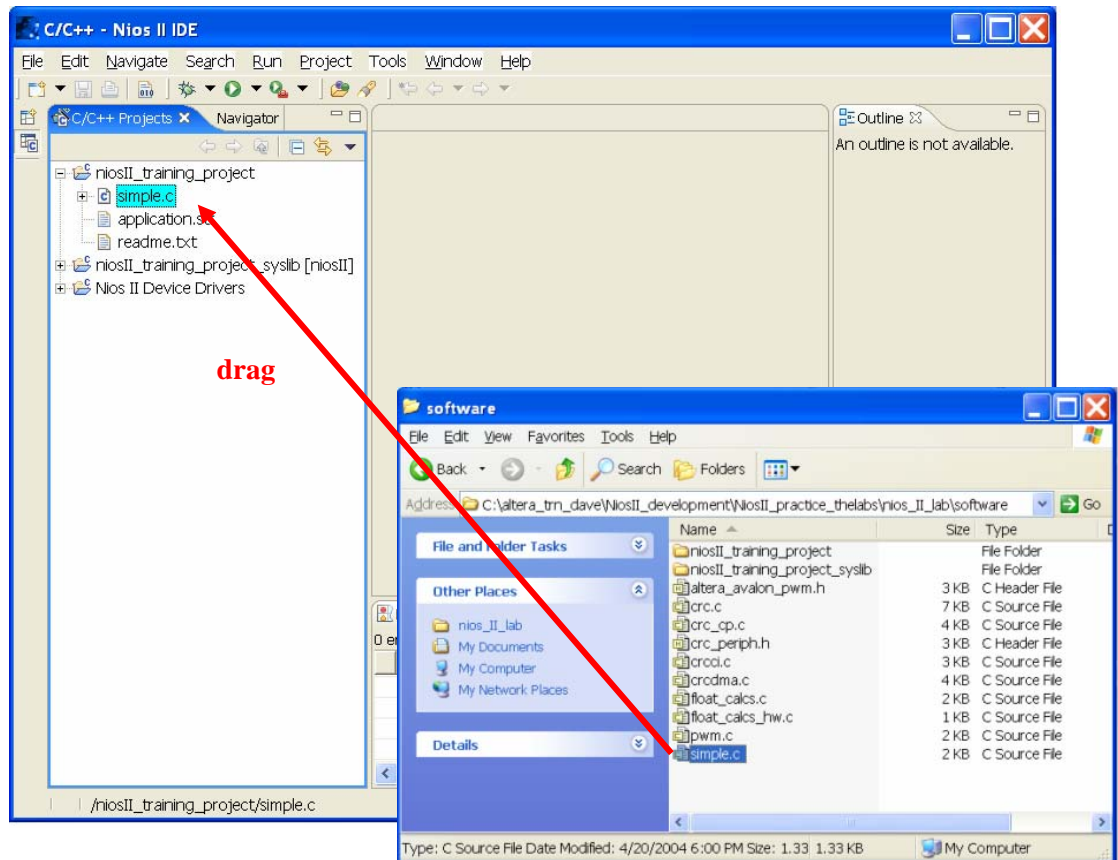 C/C++ - Nios II IDE
File Edit Navigate Search Run Project Tools Window Help
C/C++ Projects Navigator
Outline
An outline is not available.
niosII_training_project
simple.c
readme.txt
niosII_training_project_syslib [niosII]
Nios II Device Drivers
drag
software
File Edit View Favorites Tools Help
Back Search Folders
Address C:\altera_trn_dave\NiosII_development\NiosII_practice_thelabs\nios_II_lab\software Go
File and Folder Tasks
Other Places
nios_II_lab
My Documents
My Computer
My Network Places
Details
Name Size Type
niosII_training_project File Folder
niosII_training_project_syslib File Folder
altera_avalon_pwm.h 3 KB C Header File
crc.c 7 KB C Source File
crc_cp.c 4 KB C Source File
crc_periph.h 3 KB C Header File
crcci.c 3 KB C Source File
crcdma.c 4 KB C Source File
float_calcs.c 2 KB C Source File
float_calcs_hw.c 1 KB C Source File
pwm.c 2 KB C Source File
simple.c 2 KB C Source File
/niosII_training_project/simple.c
Type: C Source File Date Modified: 4/20/2004 6:00 PM Size: 1.33 1.33 KB My Computer